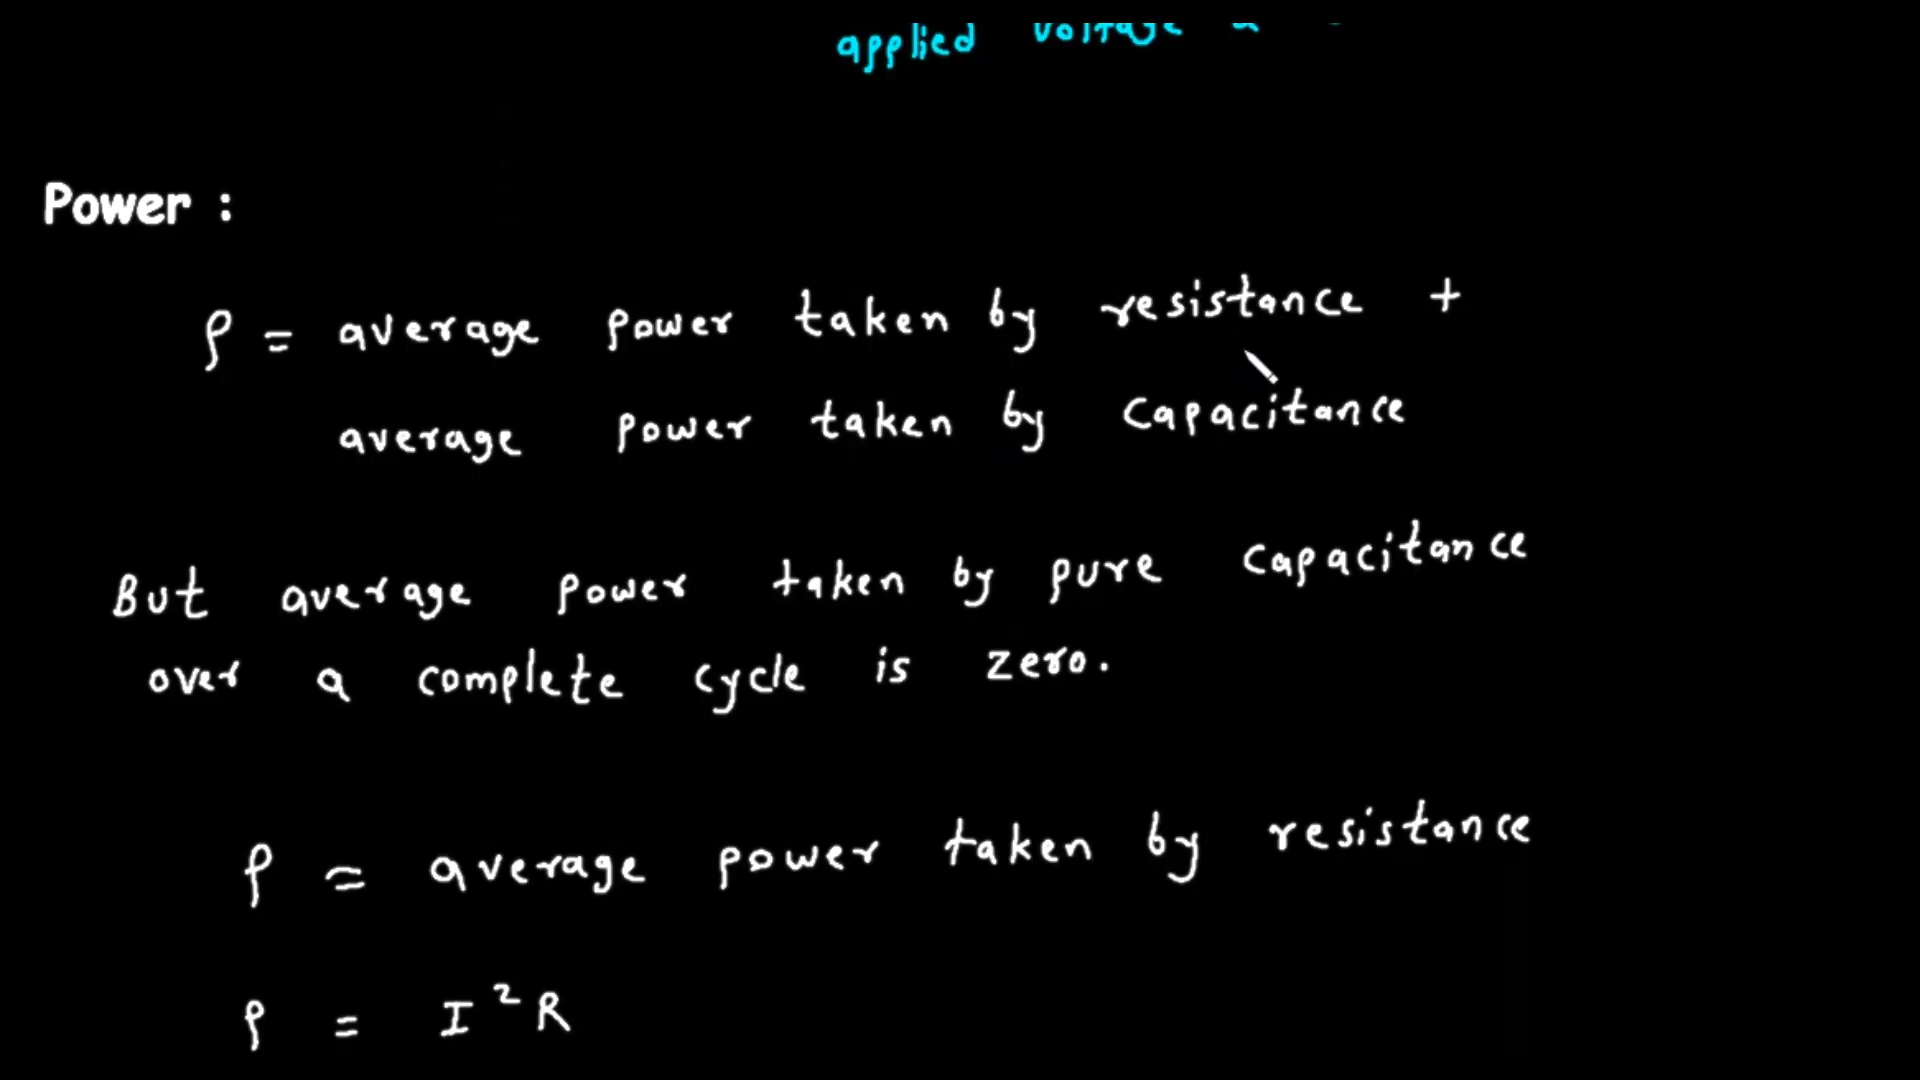 applied voltage
Power :
P = average power taken by resistance +
average power taken by capacitance
But average power taken by pure capacitance
over a complete cycle is zero.
P = average power taken by resistance
P = I²R